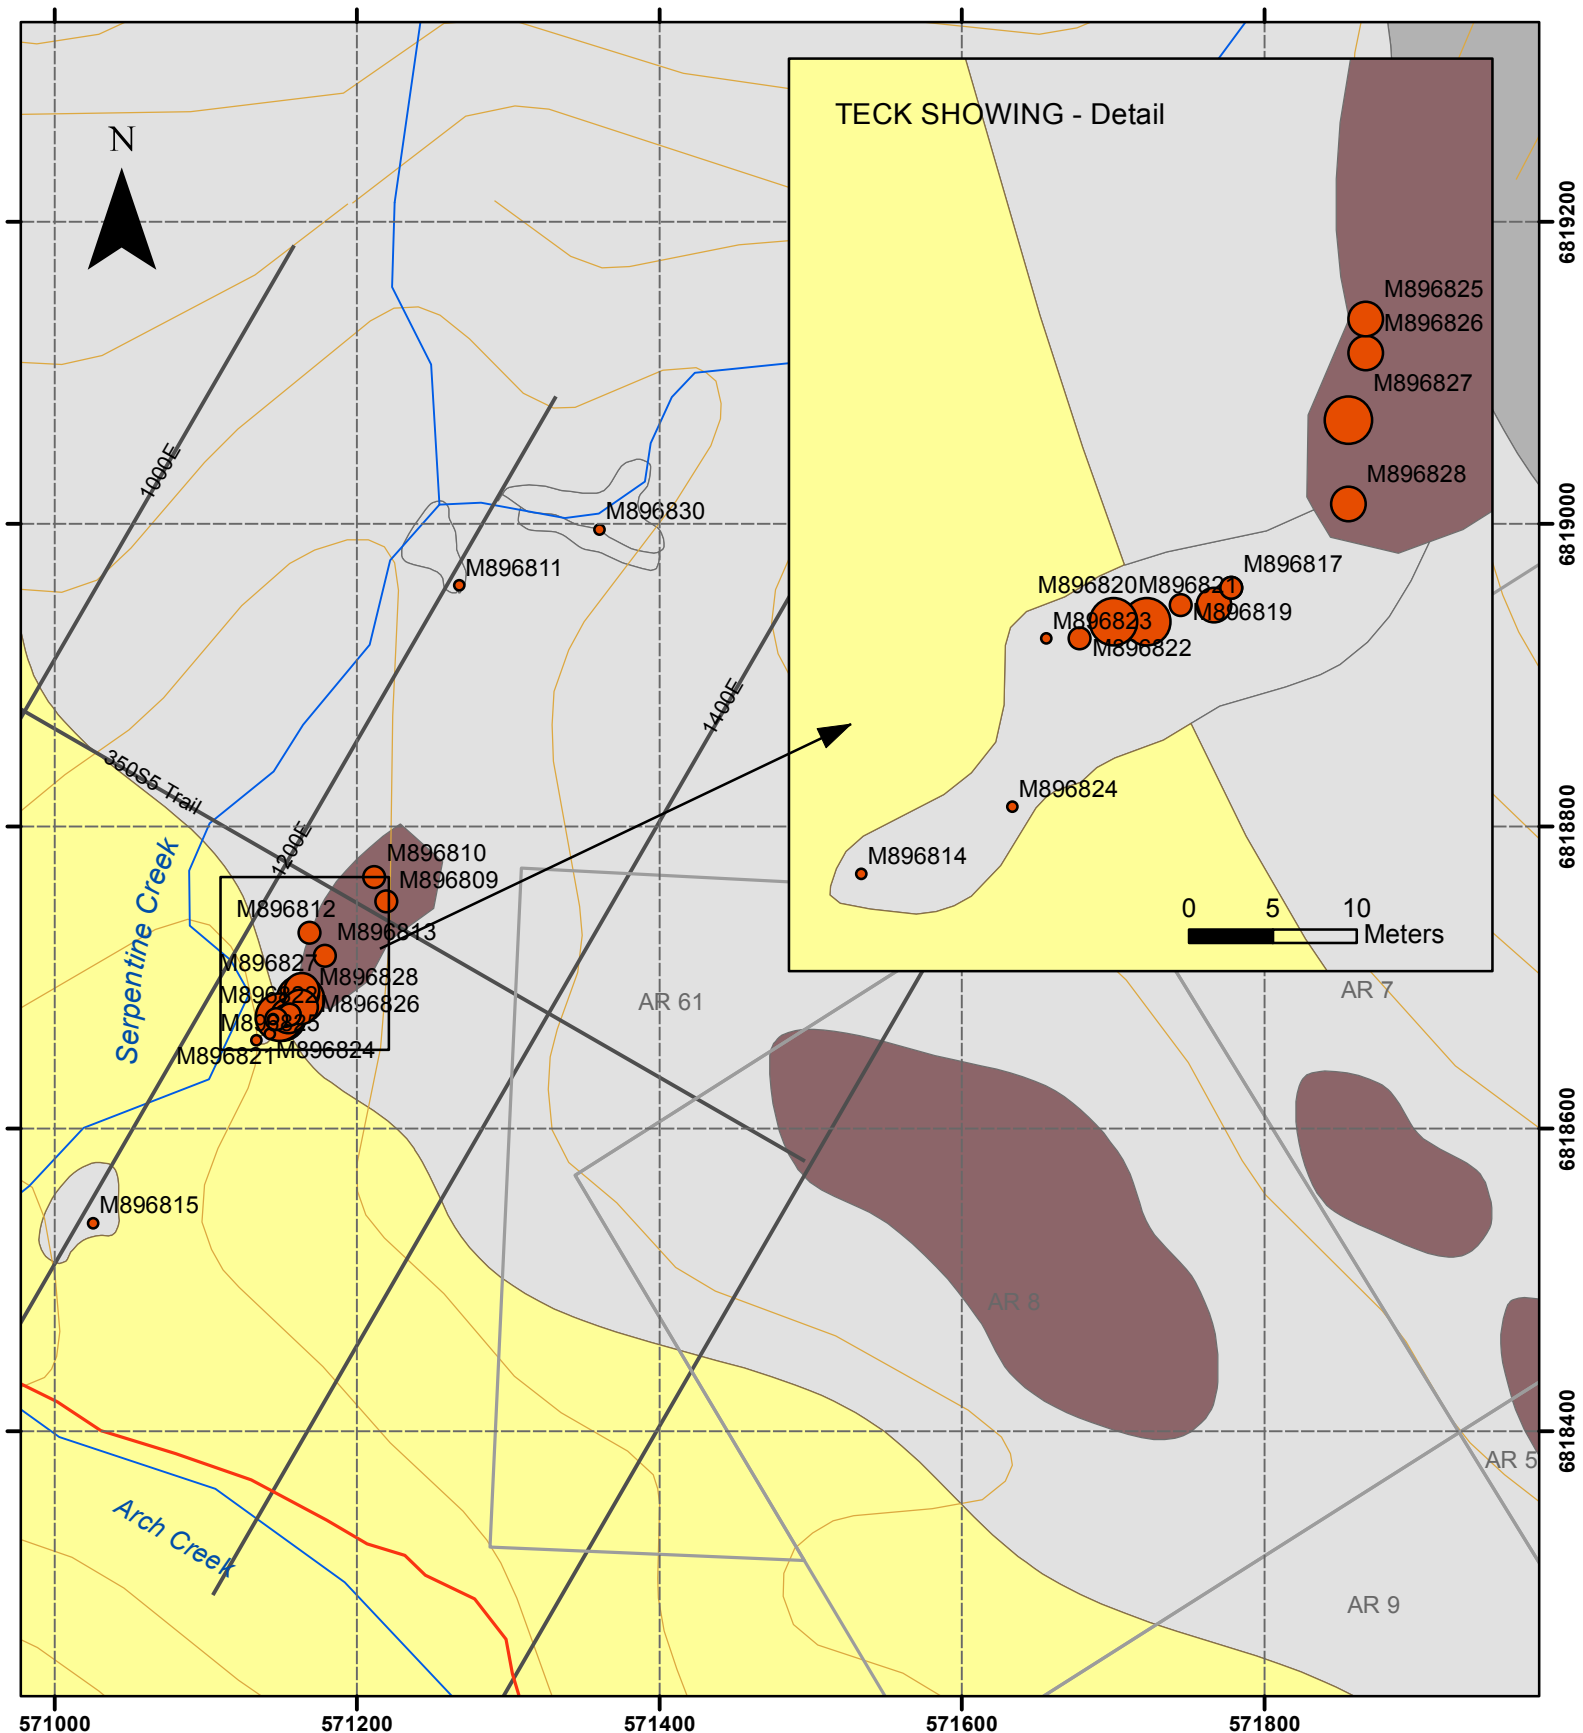 N
TECK SHOWING - Detail
M896825
M896826
M896827
M896828
M896817
M896820
M896821
M896819
M896823
M896822
M896824
M896814
0 5 10
Meters
1000E
M896830
M896811
1400E
350S5 Trail
1200E
Serpentine Creek
M896810
M896809
M896812
M896813
M896827
M896828
M896822
M896826
M896825
M896821
M896824
AR 61
AR 7
M896815
AR 8
AR 5
Arch Creek
AR 9
6819200
6819000
6818800
6818600
6818400
571000
571200
571400
571600
571800